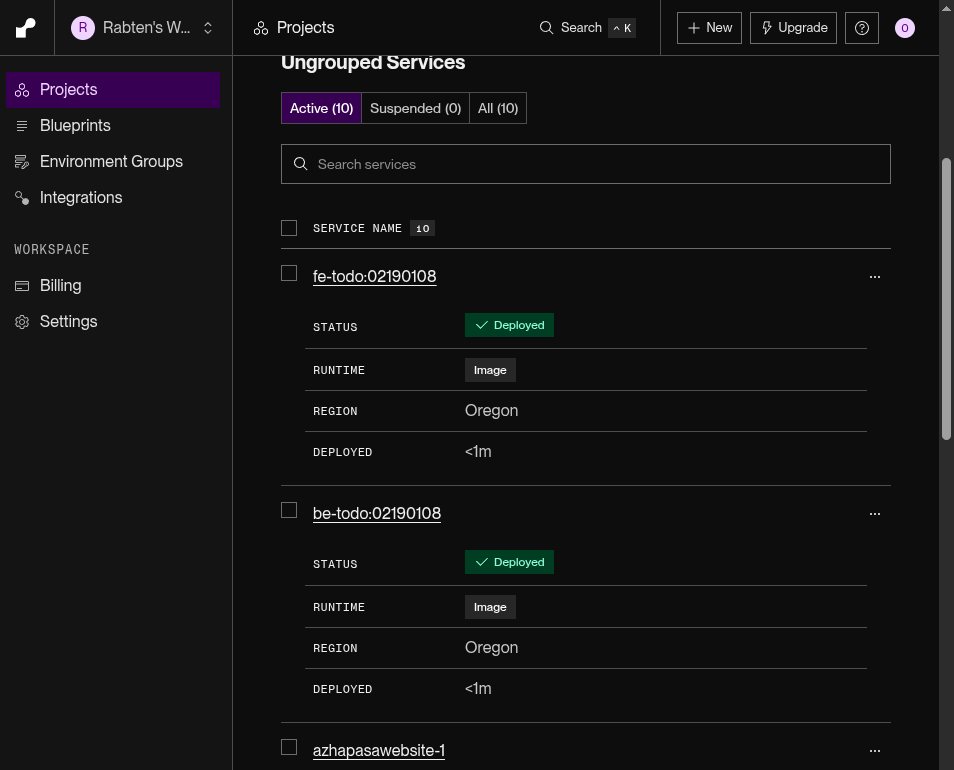 R Rabten's W...
Projects
Search ^ K
New
Upgrade
O
Projects
Blueprints
Environment Groups
Integrations
WORKSPACE
Billing
Settings
Ungrouped Services
Active (10) Suspended (0) All (10)
Search services
SERVICE NAME 10
fe-todo:02190108 ...
STATUS Deployed
RUNTIME Image
REGION Oregon
DEPLOYED <1m
be-todo:02190108 ...
STATUS Deployed
RUNTIME Image
REGION Oregon
DEPLOYED <1m
azhapasawebsite-1 ...